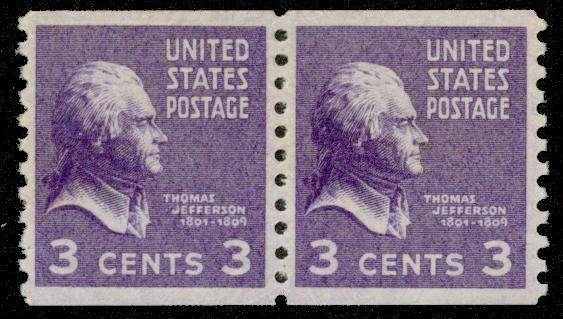 UNITED
STATES
POSTAGE
THOMAS
JEFFERSON
1801-1809
3 CENTS 3
UNITED
STATES
POSTAGE
THOMAS
JEFFERSON
1801-1809
3 CENTS 3